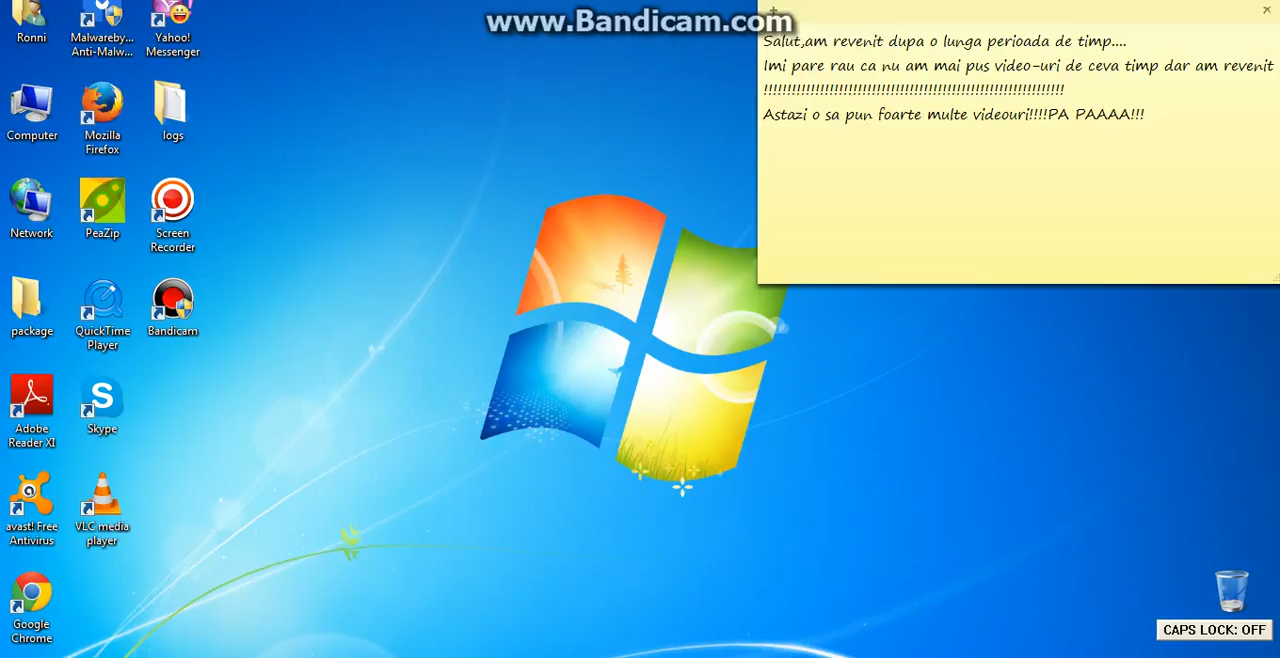 www.Bandicam.com
Salut,am revenit dupa o lunga perioada de timp....
Imi pare rau ca nu am mai pus video-uri de ceva timp dar am revenit
!!!!!!!!!!!!!!!!!!!!!!!!!!!!!!!!!!!!!!!!!!!!!!!!!!!!!!!!!!!!!!!!
Astazi o sa pun foarte multe videouri!!!!PA PAAAA!!!
Ronni
Malwareby...
Anti-Malw...
Yahoo!
Messenger
Computer
Mozilla
Firefox
logs
Network
PeaZip
Screen
Recorder
package
QuickTime
Player
Bandicam
Adobe
Reader XI
Skype
avast! Free
Antivirus
VLC media
player
Google
Chrome
CAPS LOCK: OFF